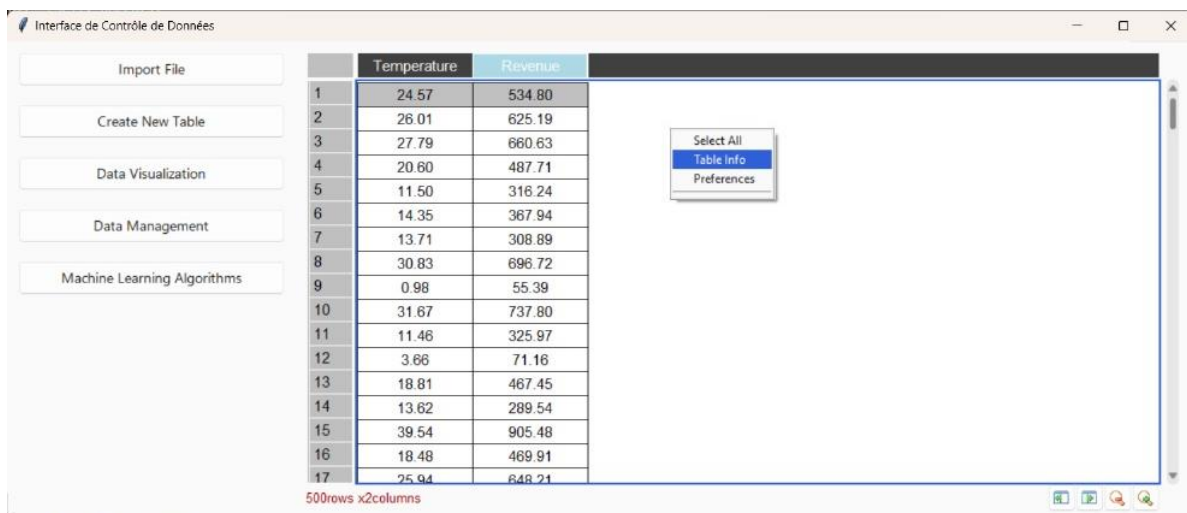 Interface de Contrôle de Données
Import File
Create New Table
Data Visualization
Data Management
Machine Learning Algorithms
Temperature Revenue
1 24.57 534.80
2 26.01 625.19
3 27.79 660.63
4 20.60 487.71
5 11.50 316.24
6 14.35 367.94
7 13.71 308.89
8 30.83 696.72
9 0.98 55.39
10 31.67 737.80
11 11.46 325.97
12 3.66 71.16
13 18.81 467.45
14 13.62 289.54
15 39.54 905.48
16 18.48 469.91
17 25.94 648.21
Select All
Table Info
Preferences
500rows x2columns